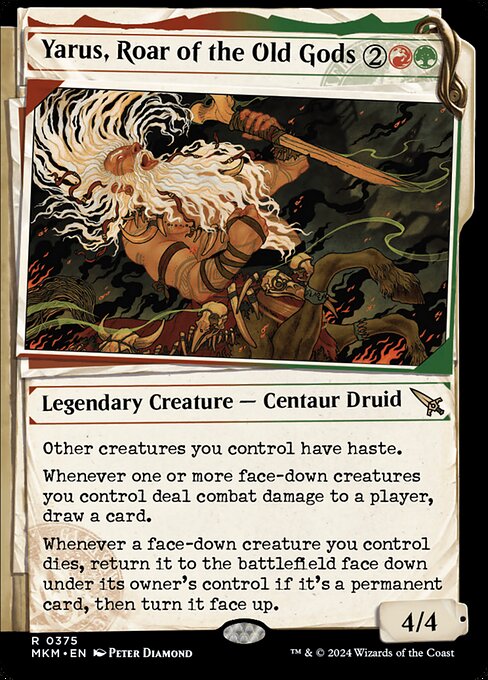 Yarus, Roar of the Old Gods 2
Legendary Creature — Centaur Druid
Other creatures you control have haste.
Whenever one or more face-down creatures
you control deal combat damage to a player,
draw a card.
Whenever a face-down creature you control
dies, return it to the battlefield face down
under its owner's control if it's a permanent
card, then turn it face up.
4/4
R 0375
MKM • EN PETER DIAMOND
™ & © 2024 Wizards of the Coast